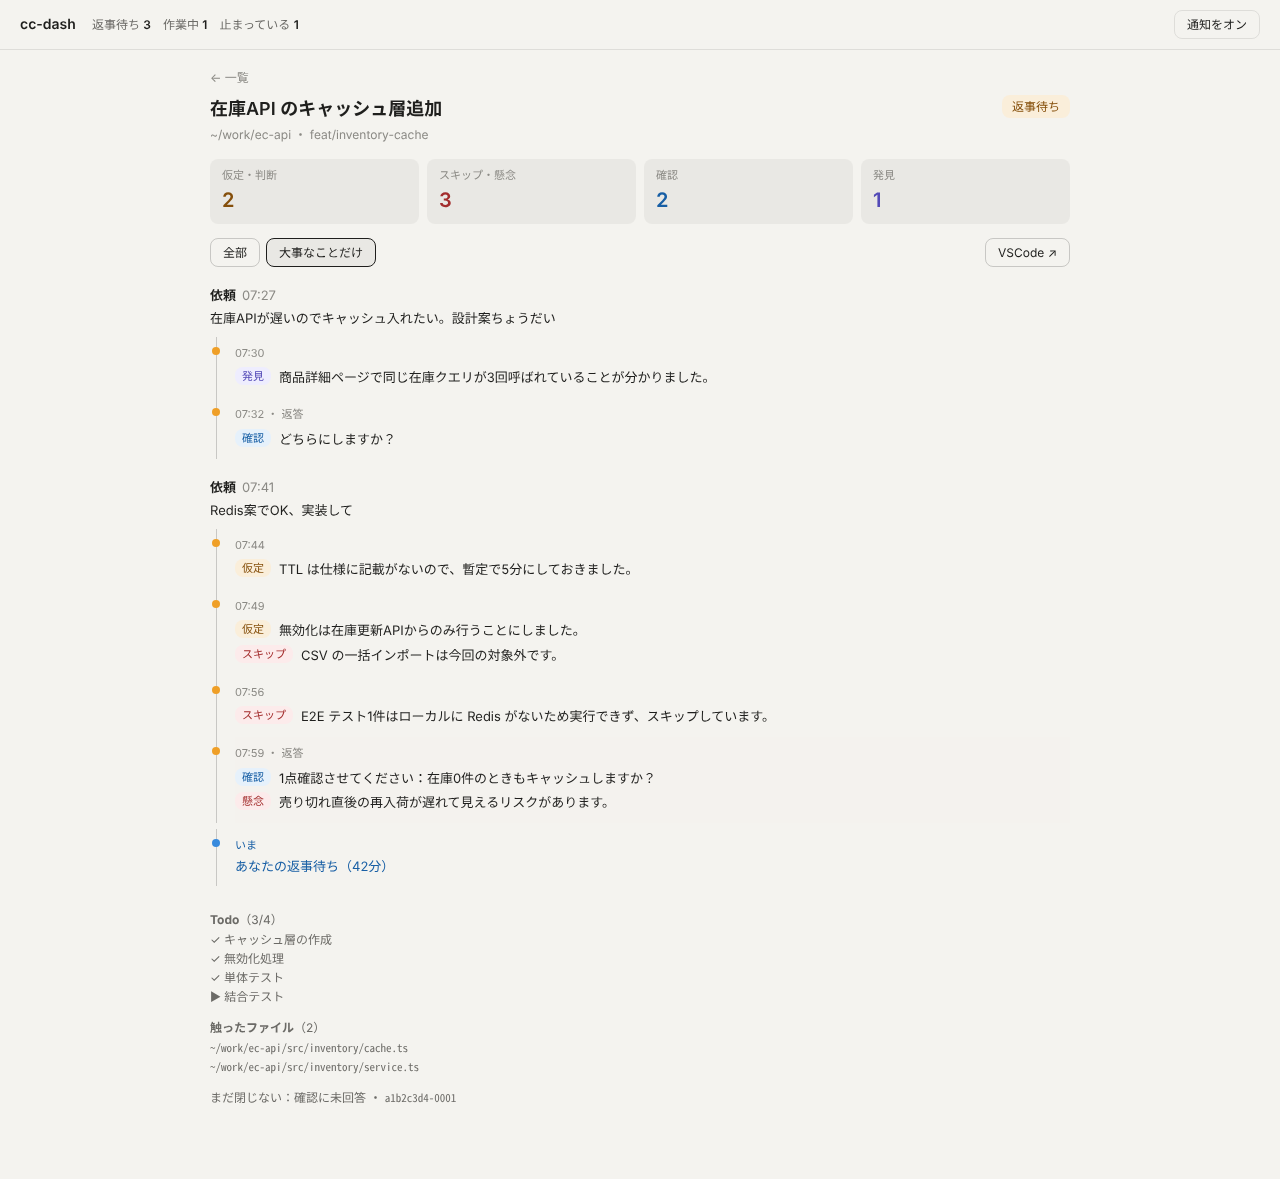 cc-dash 返事待ち 3 作業中 1 止まっている 1 通知をオン
← 一覧
在庫API のキャッシュ層追加 返事待ち
~/work/ec-api ・ feat/inventory-cache
仮定・判断 スキップ・懸念 確認 発見
2 3 2 1
全部 大事なことだけ VSCode ↗
依頼 07:27
在庫APIが遅いのでキャッシュ入れたい。設計案ちょうだい
07:30
発見 商品詳細ページで同じ在庫クエリが3回呼ばれていることが分かりました。
07:32 ・ 返答
確認 どちらにしますか？
依頼 07:41
Redis案でOK、実装して
07:44
仮定 TTL は仕様に記載がないので、暫定で5分にしておきました。
07:49
仮定 無効化は在庫更新APIからのみ行うことにしました。
スキップ CSV の一括インポートは今回の対象外です。
07:56
スキップ E2E テスト1件はローカルに Redis がないため実行できず、スキップしています。
07:59 ・ 返答
確認 1点確認させてください：在庫0件のときもキャッシュしますか？
懸念 売り切れ直後の再入荷が遅れて見えるリスクがあります。
いま
あなたの返事待ち（42分）
Todo（3/4）
✓ キャッシュ層の作成
✓ 無効化処理
✓ 単体テスト
▶ 結合テスト
触ったファイル（2）
~/work/ec-api/src/inventory/cache.ts
~/work/ec-api/src/inventory/service.ts
まだ閉じない：確認に未回答 ・ a1b2c3d4-0001